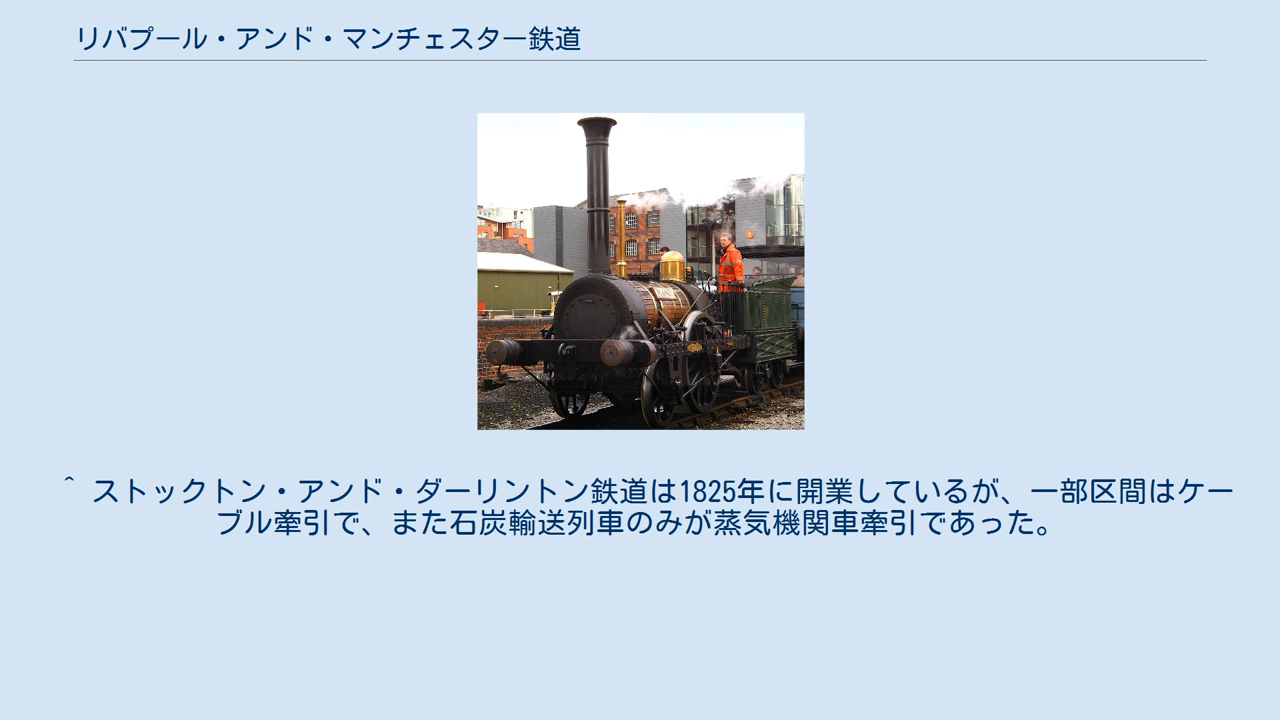 リバプール・アンド・マンチェスター鉄道
^ ストックトン・アンド・ダーリントン鉄道は1825年に開業しているが、一部区間はケー
ブル牽引で、また石炭輸送列車のみが蒸気機関車牽引であった。